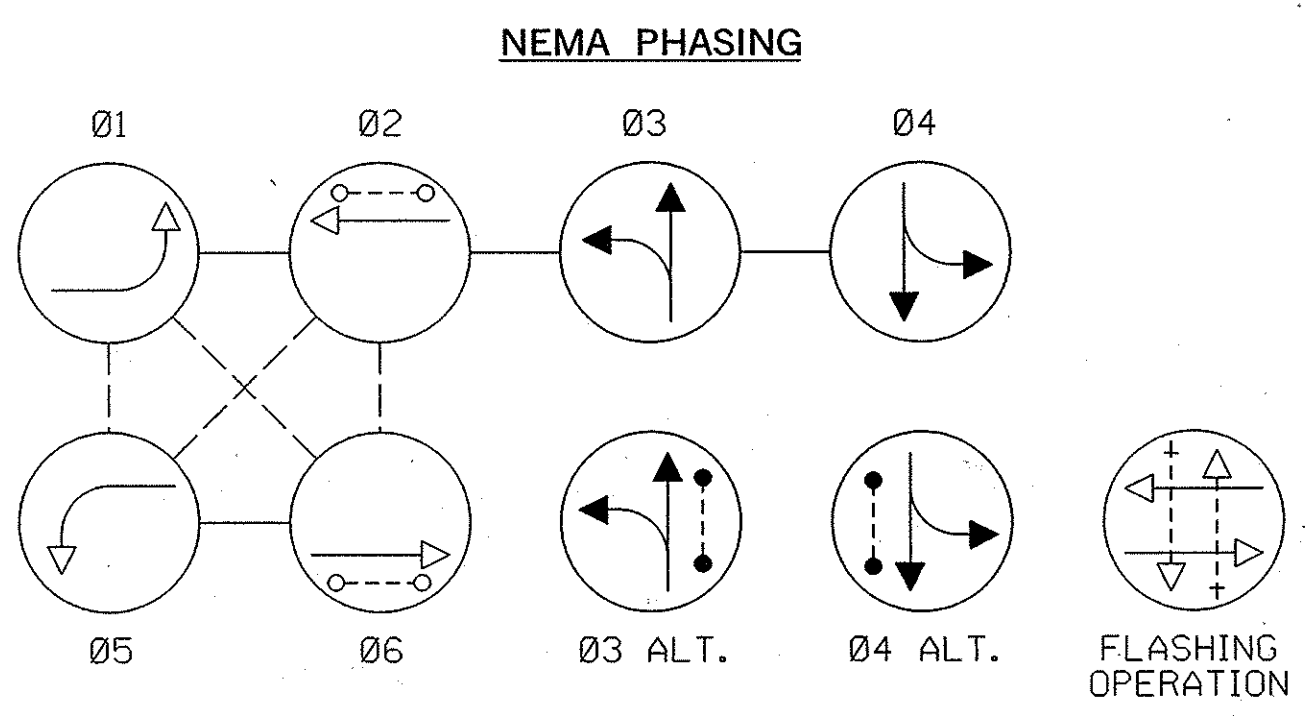 NEMA PHASING
Ø1 Ø2 Ø3 Ø4
Ø5 Ø6 Ø3 ALT. Ø4 ALT. FLASHING
OPERATION